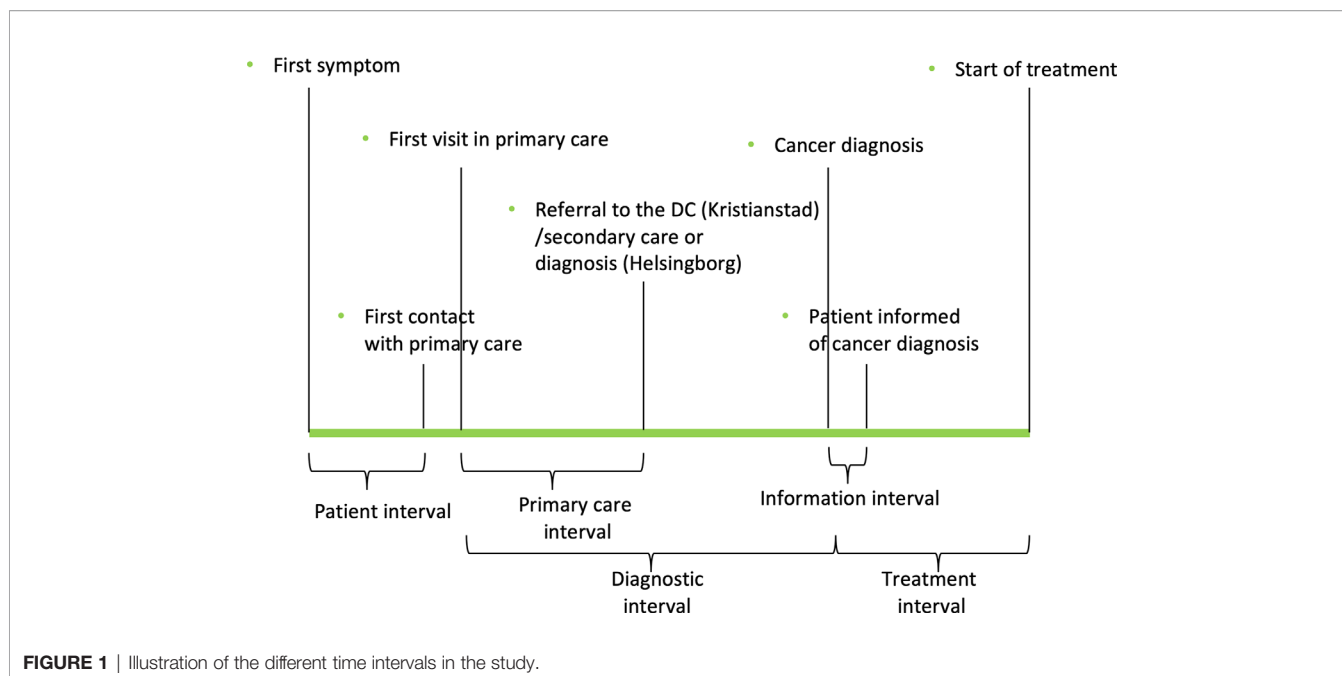 • First symptom
• Start of treatment
• First visit in primary care
• Cancer diagnosis
• Referral to the DC (Kristianstad)
/secondary care or
diagnosis (Helsingborg)
• First contact
with primary care
• Patient informed
of cancer diagnosis
Patient interval
Primary care
interval
Information interval
Diagnostic
interval
Treatment
interval
FIGURE 1 | Illustration of the different time intervals in the study.